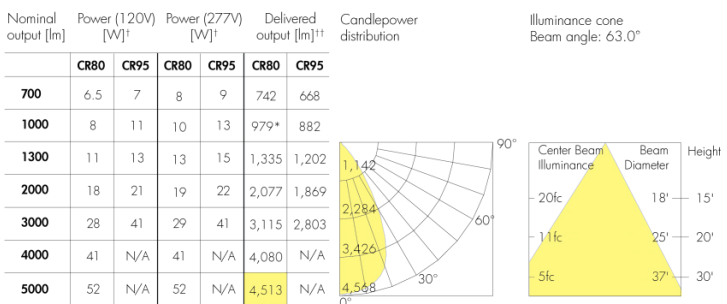 Nominal output [lm] Power (120V) [W]† Power (277V) [W]† Delivered output [lm]††
CR80 CR95 CR80 CR95 CR80 CR95
700 6.5 7 8 9 742 668
1000 8 11 10 13 979* 882
1300 11 13 13 15 1,335 1,202
2000 18 21 19 22 2,077 1,869
3000 28 41 29 41 3,115 2,803
4000 41 N/A 41 N/A 4,080 N/A
5000 52 N/A 52 N/A 4,513 N/A
Candlepower
distribution
90°
1,142
2,284
60°
3,426
30°
4,568
0°
Illuminance cone
Beam angle: 63.0°
Center Beam Illuminance Beam Diameter Height
20fc 18' 15'
11fc 25' 20'
5fc 37' 30'